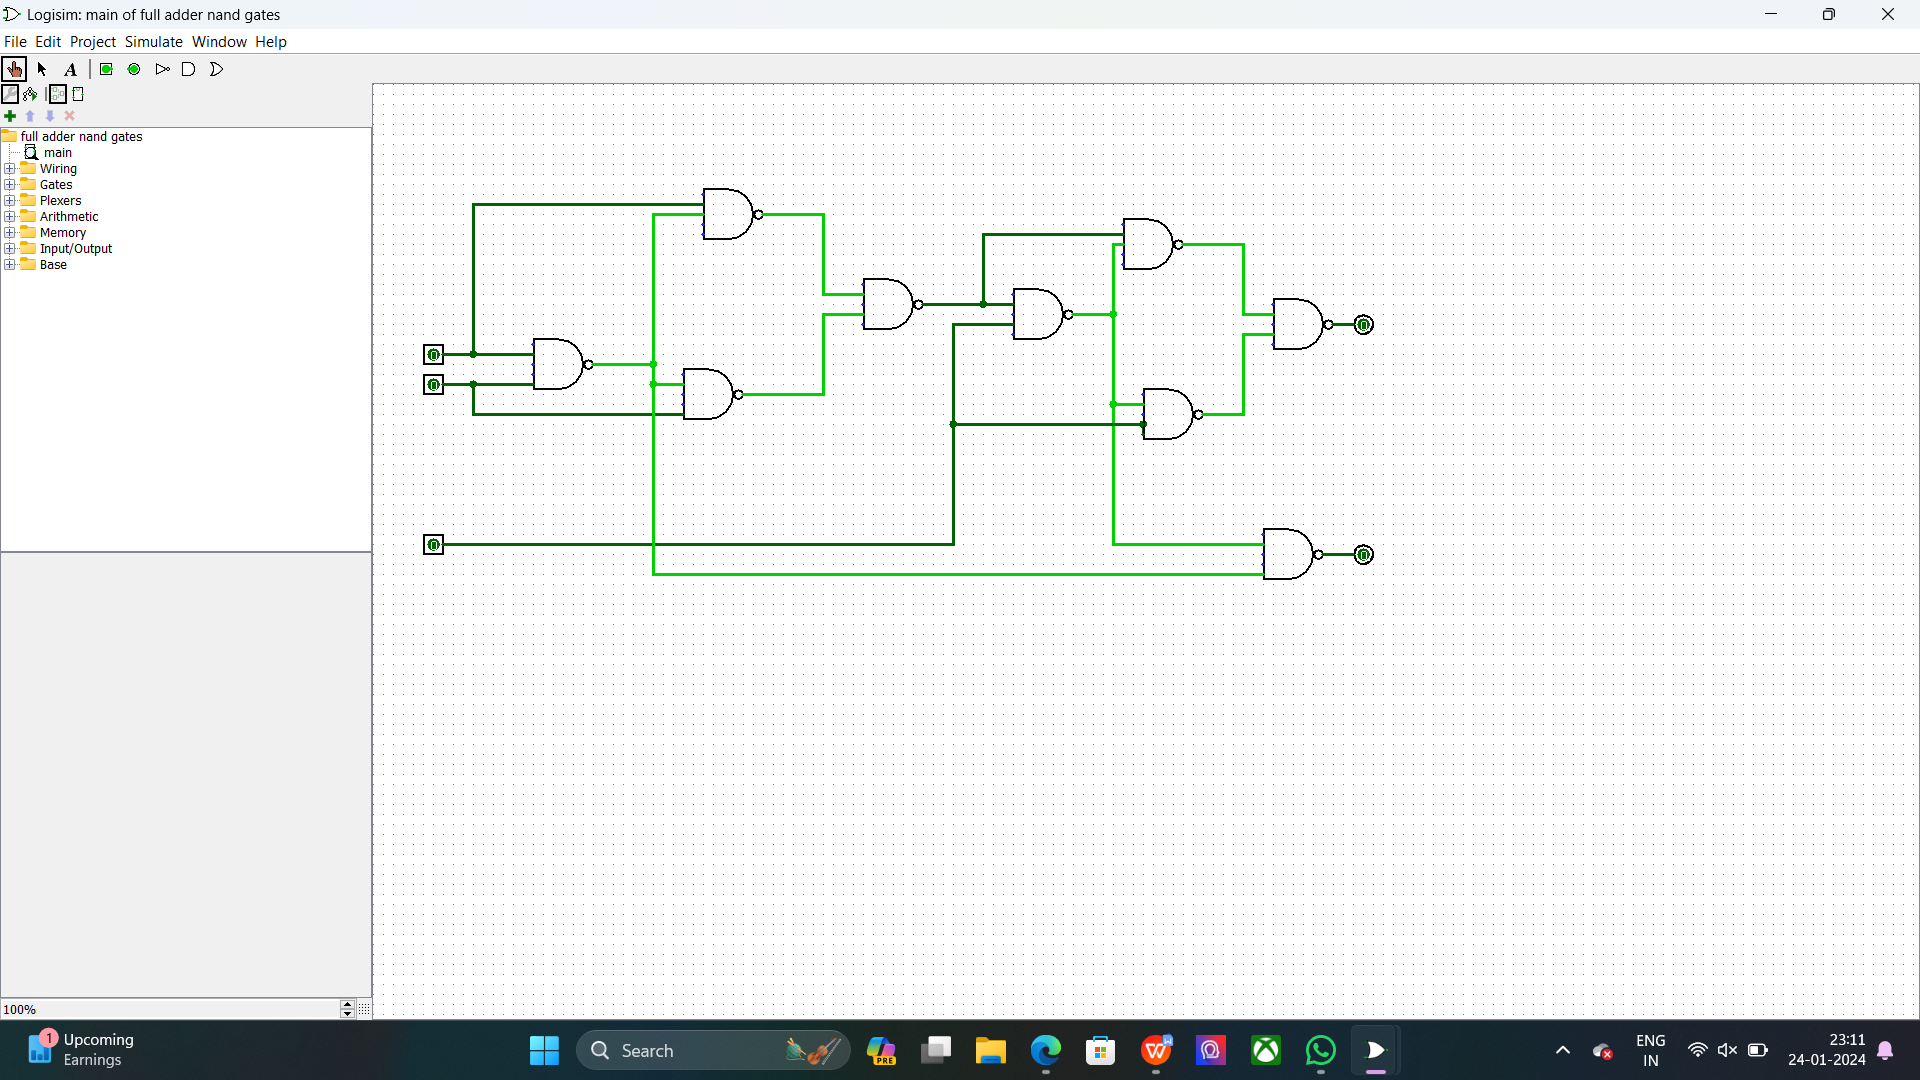 Logisim: main of full adder nand gates
File Edit Project Simulate Window Help
A
full adder nand gates
main
Wiring
Gates
Plexers
Arithmetic
Memory
Input/Output
Base
0
0
0
0
0
100%
1
Upcoming
Earnings
Search
PRE
W
ENG
IN
23:11
24-01-2024